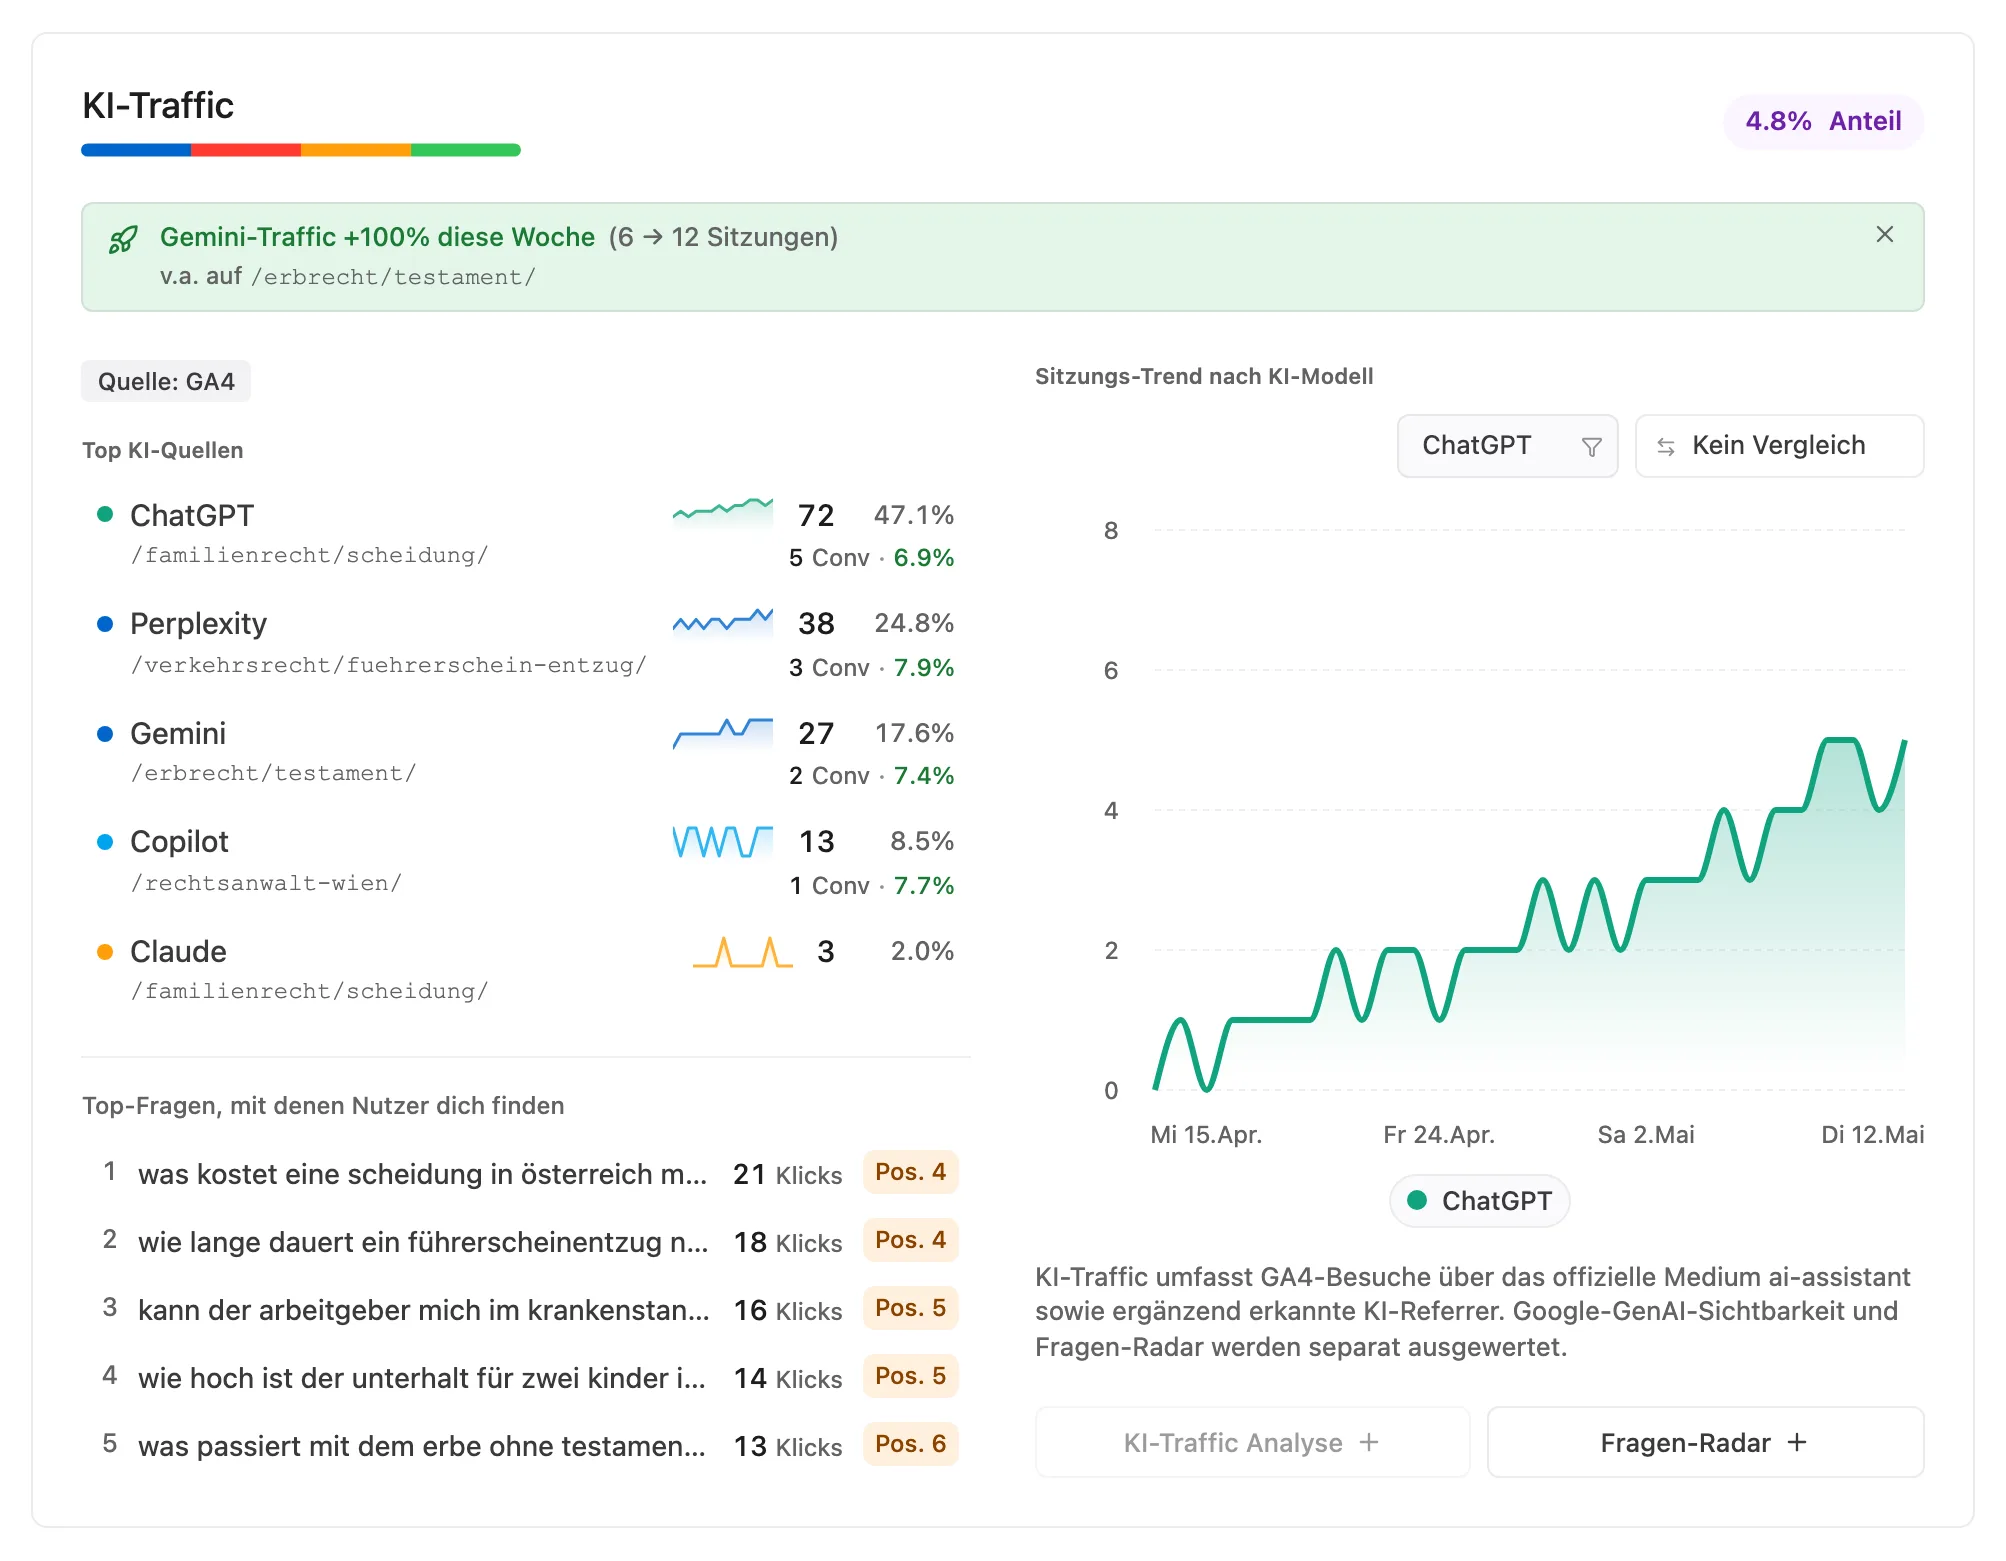 KI-Traffic
4.8% Anteil
Gemini-Traffic +100% diese Woche (6 → 12 Sitzungen)
v.a. auf /erbrecht/testament/
Quelle: GA4
Top KI-Quellen
ChatGPT 72 47.1%
/familienrecht/scheidung/ 5 Conv · 6.9%
Perplexity 38 24.8%
/verkehrsrecht/fuehrerschein-entzug/ 3 Conv · 7.9%
Gemini 27 17.6%
/erbrecht/testament/ 2 Conv · 7.4%
Copilot 13 8.5%
/rechtsanwalt-wien/ 1 Conv · 7.7%
Claude 3 2.0%
/familienrecht/scheidung/
Top-Fragen, mit denen Nutzer dich finden
1 was kostet eine scheidung in österreich m... 21 Klicks Pos. 4
2 wie lange dauert ein führerscheinentzug n... 18 Klicks Pos. 4
3 kann der arbeitgeber mich im krankenstan... 16 Klicks Pos. 5
4 wie hoch ist der unterhalt für zwei kinder i... 14 Klicks Pos. 5
5 was passiert mit dem erbe ohne testamen... 13 Klicks Pos. 6
Sitzungs-Trend nach KI-Modell
ChatGPT Kein Vergleich
8
6
4
2
0
Mi 15.Apr. Fr 24.Apr. Sa 2.Mai Di 12.Mai
ChatGPT
KI-Traffic umfasst GA4-Besuche über das offizielle Medium ai-assistant
sowie ergänzend erkannte KI-Referrer. Google-GenAI-Sichtbarkeit und
Fragen-Radar werden separat ausgewertet.
KI-Traffic Analyse + Fragen-Radar +